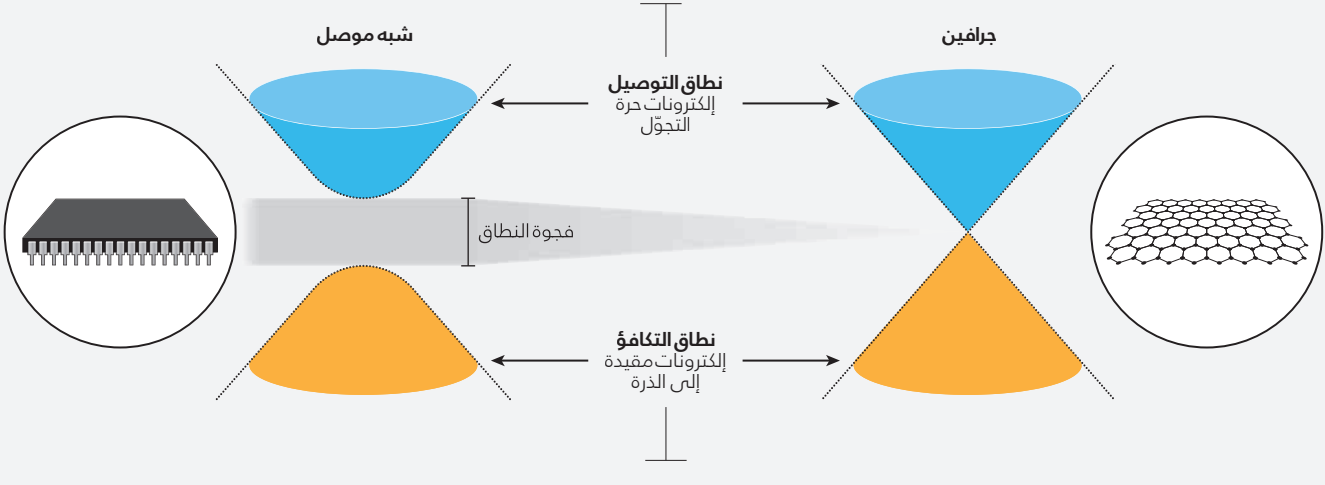 جرافين
شبه موصل
نطاق التوصيل
إلكترونات حرة
التجوّل
فجوة النطاق
نطاق التكافؤ
إلكترونات مقيدة
إلى الذرة